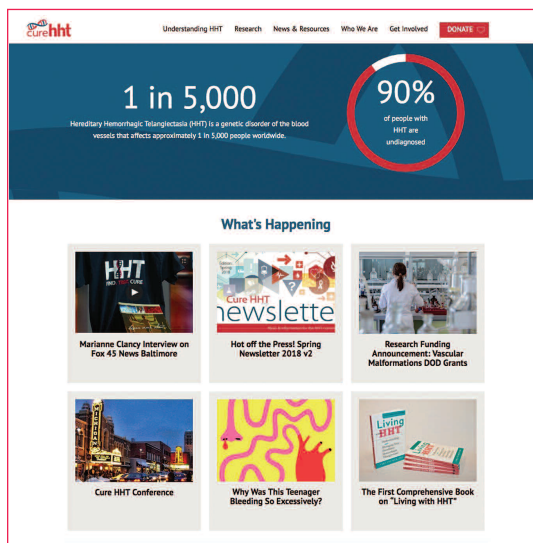 curehht
Understanding HHT Research News & Resources Who We Are Get Involved DONATE
1 in 5,000
Hereditary Hemorrhagic Telangiectasia (HHT) is a genetic disorder of the blood
vessels that affects approximately 1 in 5,000 people worldwide.
90%
of people with
HHT are
undiagnosed
What's Happening
HHT
FIND THE CURE
Marianne Clancy Interview on
Fox 45 News Baltimore
Cure HHT
newslette
Hot off the Press! Spring
Newsletter 2018 v2
Research Funding
Announcement: Vascular
Malformations DOD Grants
MICHIGAN
Cure HHT Conference
Why Was This Teenager
Bleeding So Excessively?
Living
HHT
The First Comprehensive Book
on "Living with HHT"